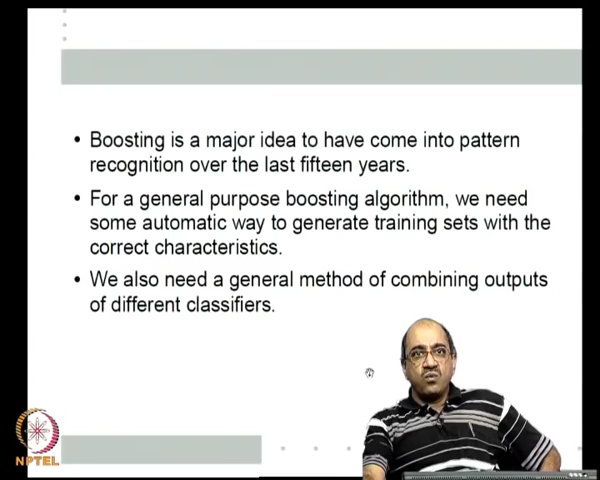 • Boosting is a major idea to have come into pattern
recognition over the last fifteen years.
• For a general purpose boosting algorithm, we need
some automatic way to generate training sets with the
correct characteristics.
• We also need a general method of combining outputs
of different classifiers.
NPTEL